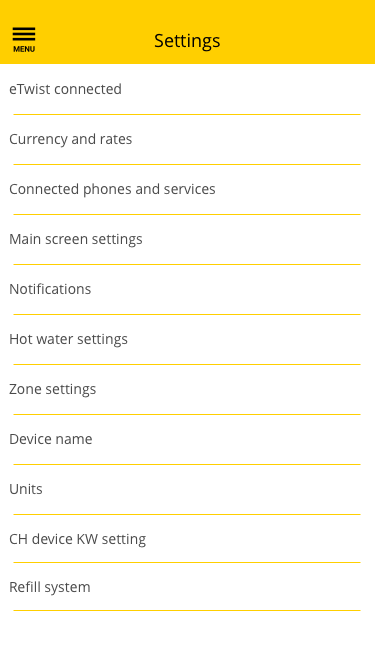 MENU
Settings
eTwist connected
Currency and rates
Connected phones and services
Main screen settings
Notifications
Hot water settings
Zone settings
Device name
Units
CH device KW setting
Refill system